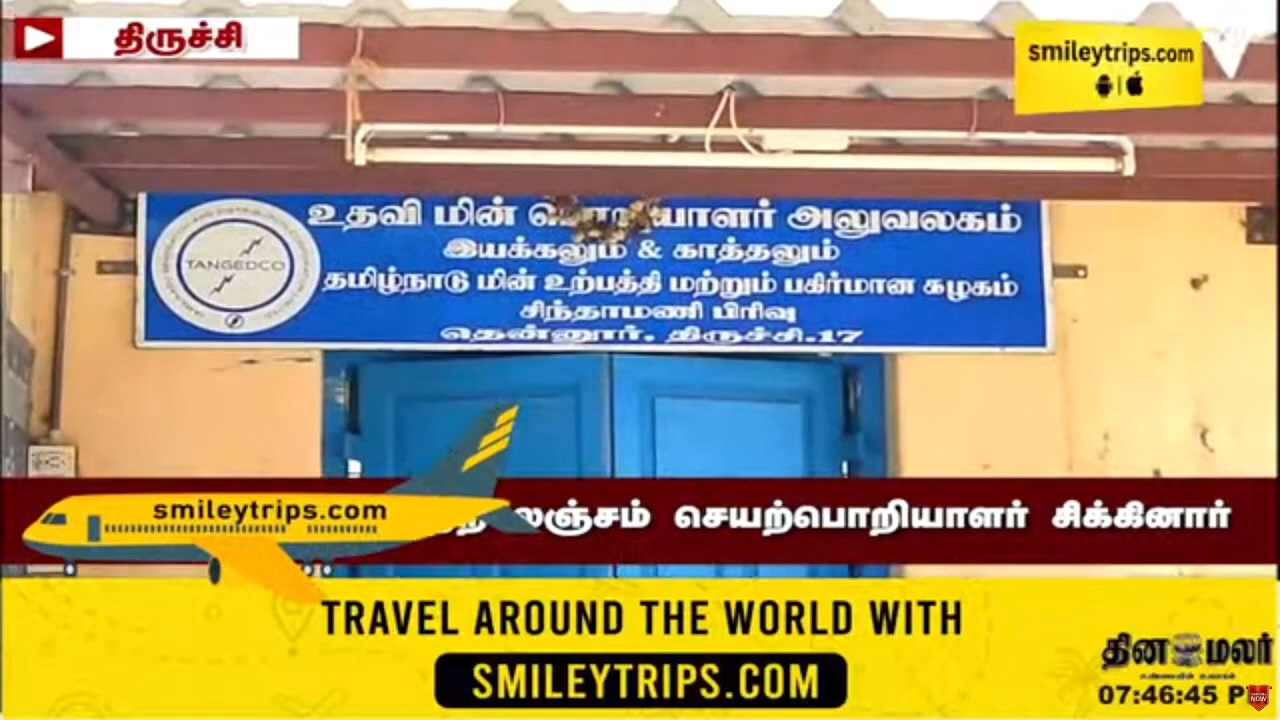 திருச்சி
smileytrips.com
உதவி மின் அலுவலகம்
இயக்கலும் & காத்தலும்
TANGEDCO
தமிழ்நாடு மின் உற்பத்தி மற்றும் பகிர்மான கழகம்
சிந்தாமணி பிரிவு
தென்னூர், திருச்சி.17
smileytrips.com
லஞ்சம் செயற்பொறியாளர் சிக்கினார்
TRAVEL AROUND THE WORLD WITH
SMILEYTRIPS.COM
தினமலர்
07:46:45 P